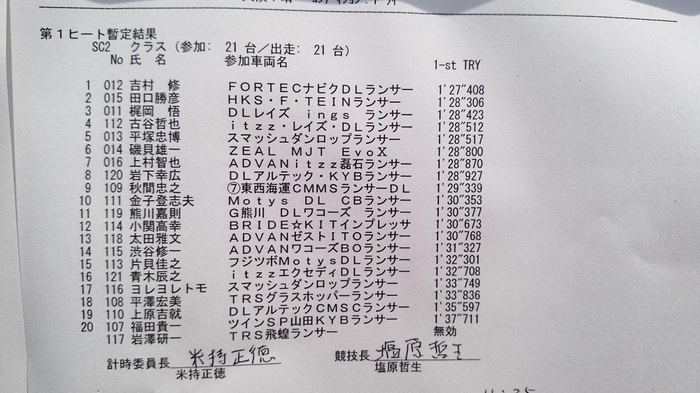 第１ヒート暫定結果
SC2 クラス (参加: 21 台／出走: 21 台)
No 氏 名 参加車両名 1-st TRY
1 012 吉村 修 ＦＯＲＴＥＣナビクＤＬランサー 1'27"408
2 015 田口勝彦 ＨＫＳ・Ｆ・ＴＥＩＮランサー 1'28"306
3 011 梶岡 悟 ＤＬレイズ ｉｎｇｓ ランサー 1'28"423
4 112 古谷哲也 ｉｔｚｚ・レイズ・ＤＬランサー 1'28"512
5 013 平塚忠博 スマッシュダンロップランサー 1'28"517
6 014 磯貝雄一 ＺＥＡＬ ＭＪＴ ＥｖｏＸ 1'28"800
7 016 上村智也 ＡＤＶＡＮｉｔｚｚ磊石ランサー 1'28"870
8 120 岩下幸広 ＤＬアルテック・ＫＹＢランサー 1'28"927
9 109 秋間忠之 ⑦東西海運ＣＭＭＳランサーＤＬ 1'29"339
10 111 金子登志夫 Ｍｏｔｙｓ ＤＬ ＣＢランサー 1'30"353
11 119 熊川嘉則 Ｇ熊川 ＤＬワコーズ ランサー 1'30"377
12 114 小関高幸 ＢＲＩＤＥ☆ＫＩＴインプレッサ 1'30"673
13 118 太田雅文 ＡＤＶＡＮゼストＩＴＯランサー 1'30"768
14 115 渋谷修一 ＡＤＶＡＮワコーズＢＯランサー 1'31"327
15 113 片貝佳之 フジツボＭｏｔｙｓＤＬランサー 1'32"301
16 121 青木辰之 ｉｔｚｚエクセディＤＬランサー 1'32"708
17 116 ヨレヨレトモ スマッシュダンロップランサー 1'33"749
18 108 平澤宏美 ＴＲＳグラスホッパーランサー 1'33"836
19 110 上原吉就 ＤＬアルテックＣＭＳＣランサー 1'35"597
20 107 福田貴一 ツインＳＰ山田ＫＹＢランサー 1'37"711
117 岩澤研一 ＴＲＳ飛蝗ランサー 無効
計時委員長 米持正徳 競技長 塩原哲生
米持正徳 塩原哲生